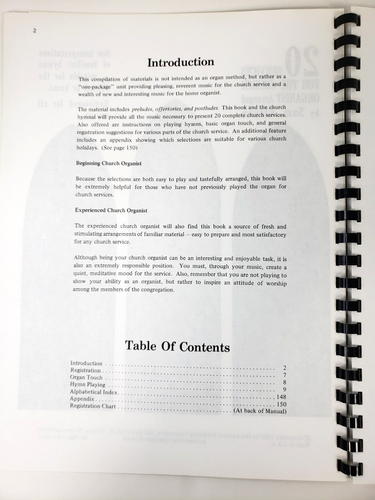 2
Introduction
This compilation of materials is not intended as an organ method, but rather as a
"one-package" unit providing pleasing, reverent music for the church service and a
wealth of new and interesting music for the home organist.
The material includes preludes, offertories, and postludes. This book and the church
hymnal will provide all the music necessary to present 20 complete church services.
Also offered are instructions on playing hymns, basic organ touch, and general
registration suggestions for various parts of the church service. An additional feature
includes an appendix showing which selections are suitable for various church
holidays. (See page 150)
Beginning Church Organist
Because the selections are both easy to play and tastefully arranged, this book will
be extremely helpful for those who have not previously played the organ for
church services.
Experienced Church Organist
The experienced church organist will also find this book a source of fresh and
stimulating arrangements of familiar material—easy to prepare and most satisfactory
for any church service.
Although being your church organist can be an interesting and enjoyable task, it is
also an extremely responsible position. You must, through your music, create a
quiet, meditative mood for the service. Also, remember that you are not playing to
show your ability as an organist, but rather to inspire an attitude of worship
among the members of the congregation.
Table Of Contents
Introduction 2
Registration 7
Organ Touch 8
Hymn Playing 9
Alphabetical Index 148
Appendix 150
Registration Chart (At back of Manual)